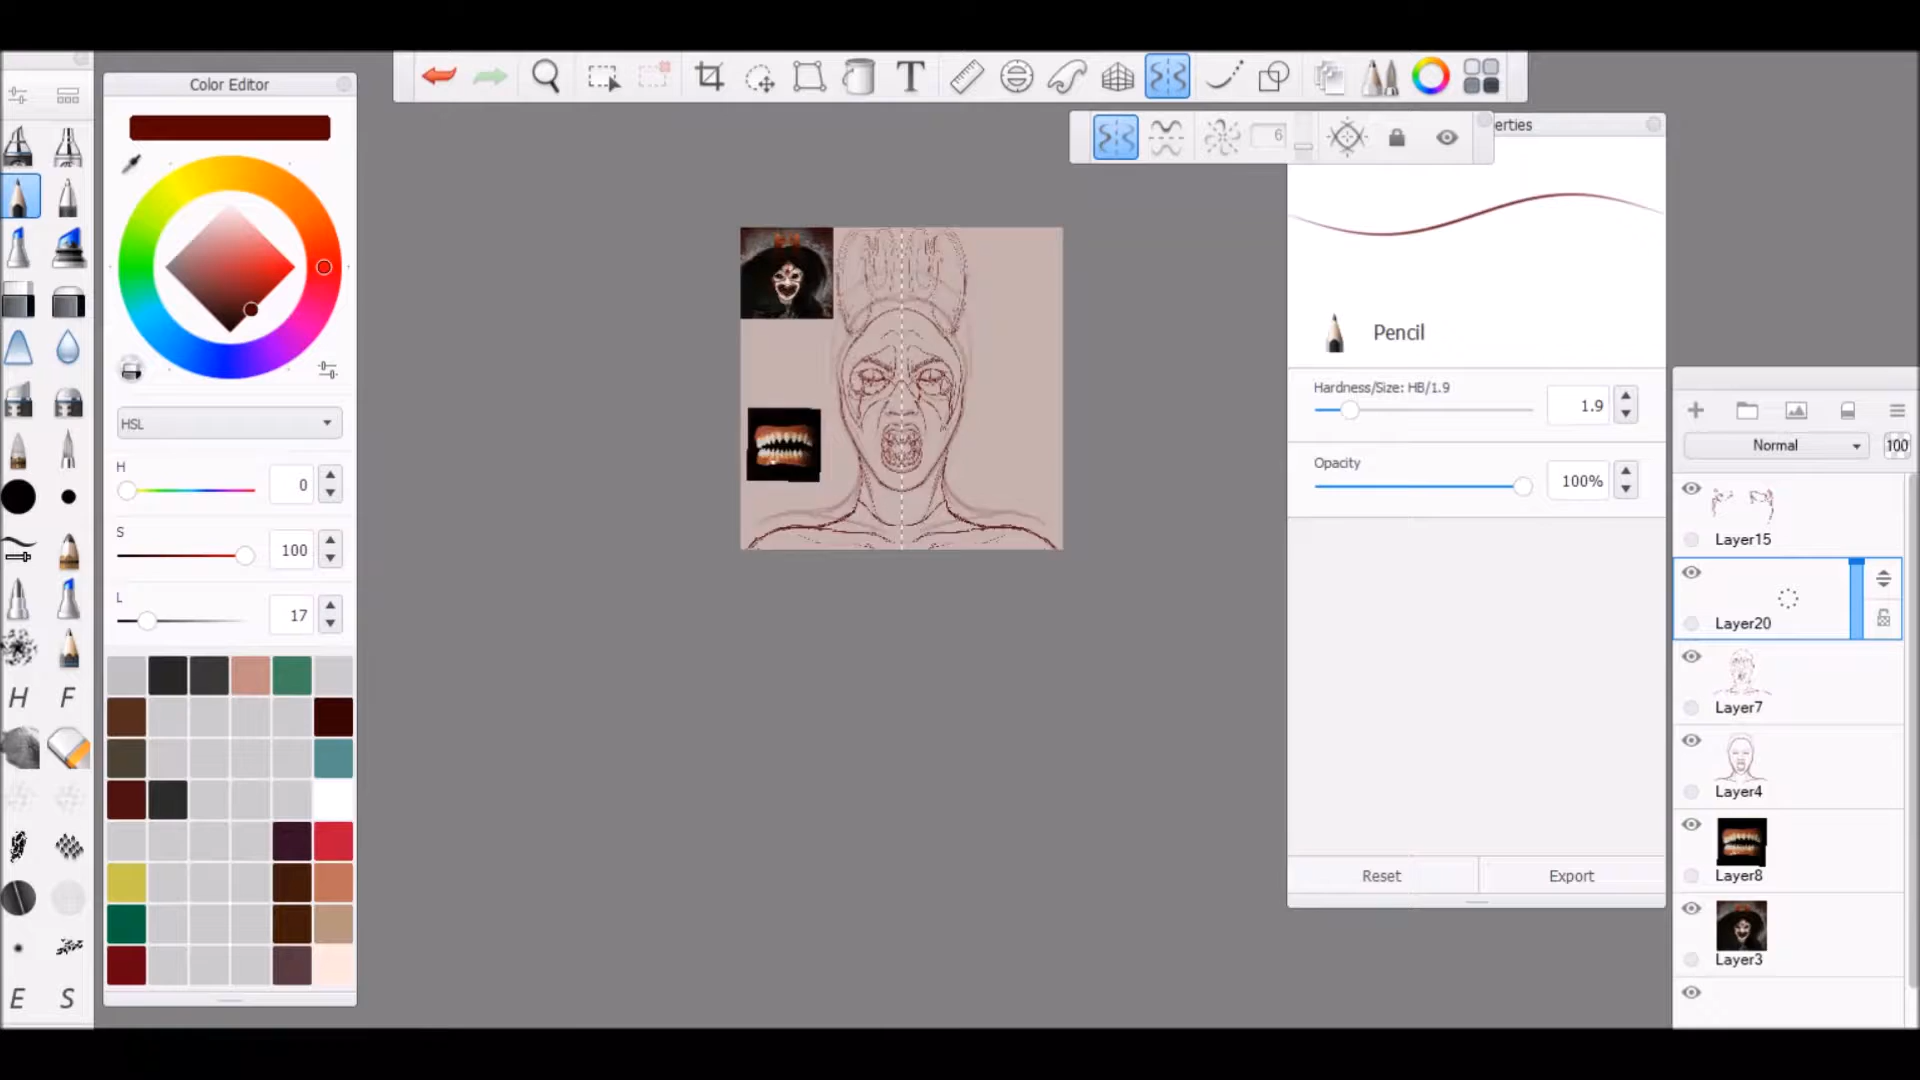 Color Editor
T
6
erties
Pencil
HSL
Hardness/Size: HB/1.9
1.9
Normal
100
H
0
Opacity
100%
S
100
Layer15
L
17
Layer20
H F
Layer7
Layer4
Layer8
Reset
Export
Layer3
E S